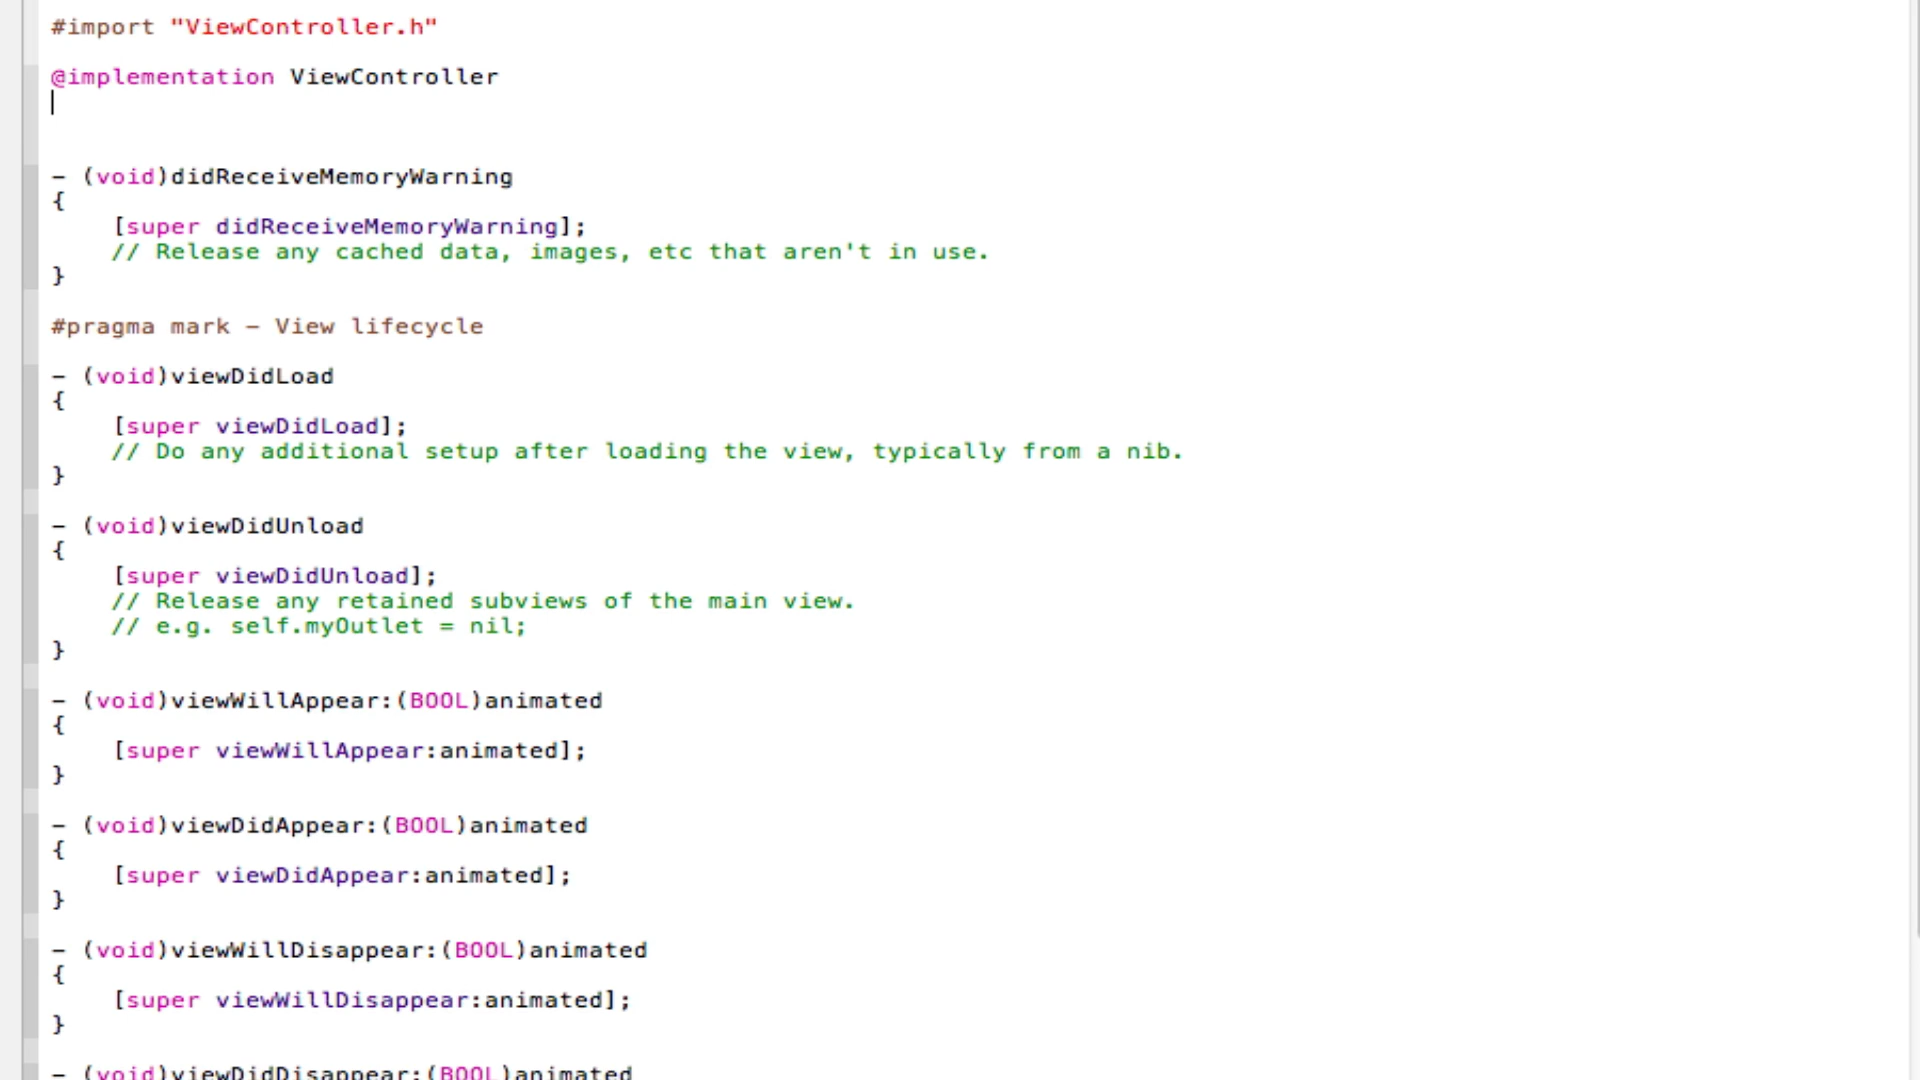 #import "ViewController.h"
@implementation ViewController
- (void)didReceiveMemoryWarning
{
[super didReceiveMemoryWarning];
// Release any cached data, images, etc that aren't in use.
}
#pragma mark - View lifecycle
- (void)viewDidLoad
{
[super viewDidLoad];
// Do any additional setup after loading the view, typically from a nib.
}
- (void)viewDidUnload
{
[super viewDidUnload];
// Release any retained subviews of the main view.
// e.g. self.myOutlet = nil;
}
- (void)viewWillAppear:(BOOL)animated
{
[super viewWillAppear:animated];
}
- (void)viewDidAppear:(BOOL)animated
{
[super viewDidAppear:animated];
}
- (void)viewWillDisappear:(BOOL)animated
{
[super viewWillDisappear:animated];
}
- (void)viewDidDisappear:(BOOL)animated